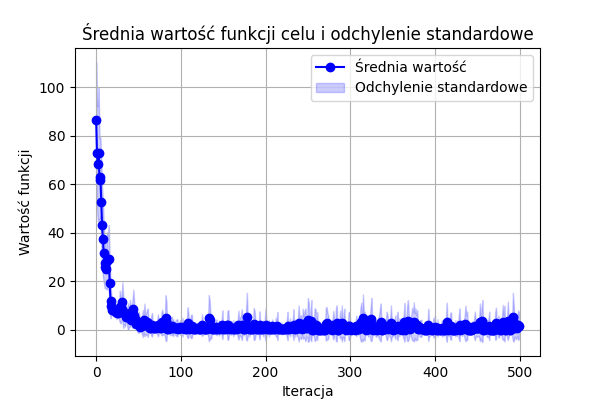 Średnia wartość funkcji celu i odchylenie standardowe
Średnia wartość
Odchylenie standardowe
Wartość funkcji
100
80
60
40
20
0
0 100 200 300 400 500
Iteracja